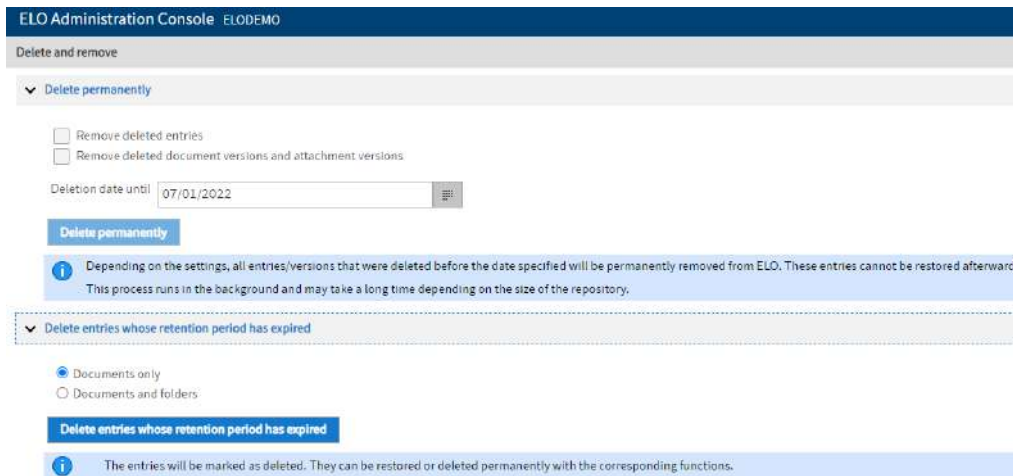 ELO Administration Console ELODEMO
Delete and remove
Delete permanently
Remove deleted entries
Remove deleted document versions and attachment versions
Deletion date until 07/01/2022
Delete permanently
Depending on the settings, all entries/versions that were deleted before the date specified will be permanently removed from ELO. These entries cannot be restored afterward
This process runs in the background and may take a long time depending on the size of the repository.
Delete entries whose retention period has expired
Documents only
Documents and folders
Delete entries whose retention period has expired
The entries will be marked as deleted. They can be restored or deleted permanently with the corresponding functions.